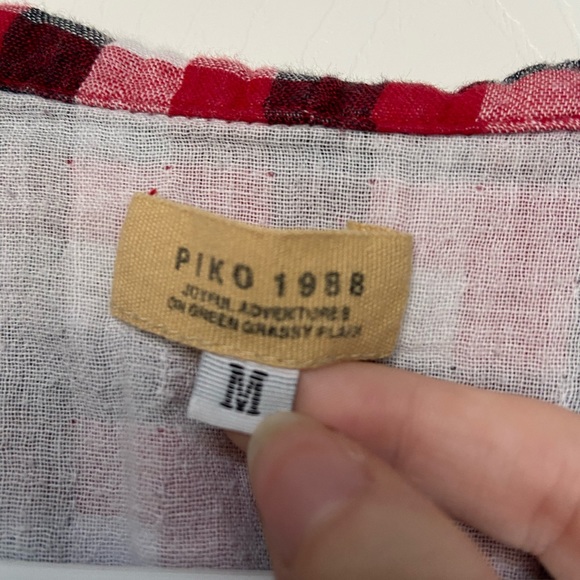 PIKO 1988
JOYFUL ADVENTURES
ON GREEN GRASSY PLAIN
M